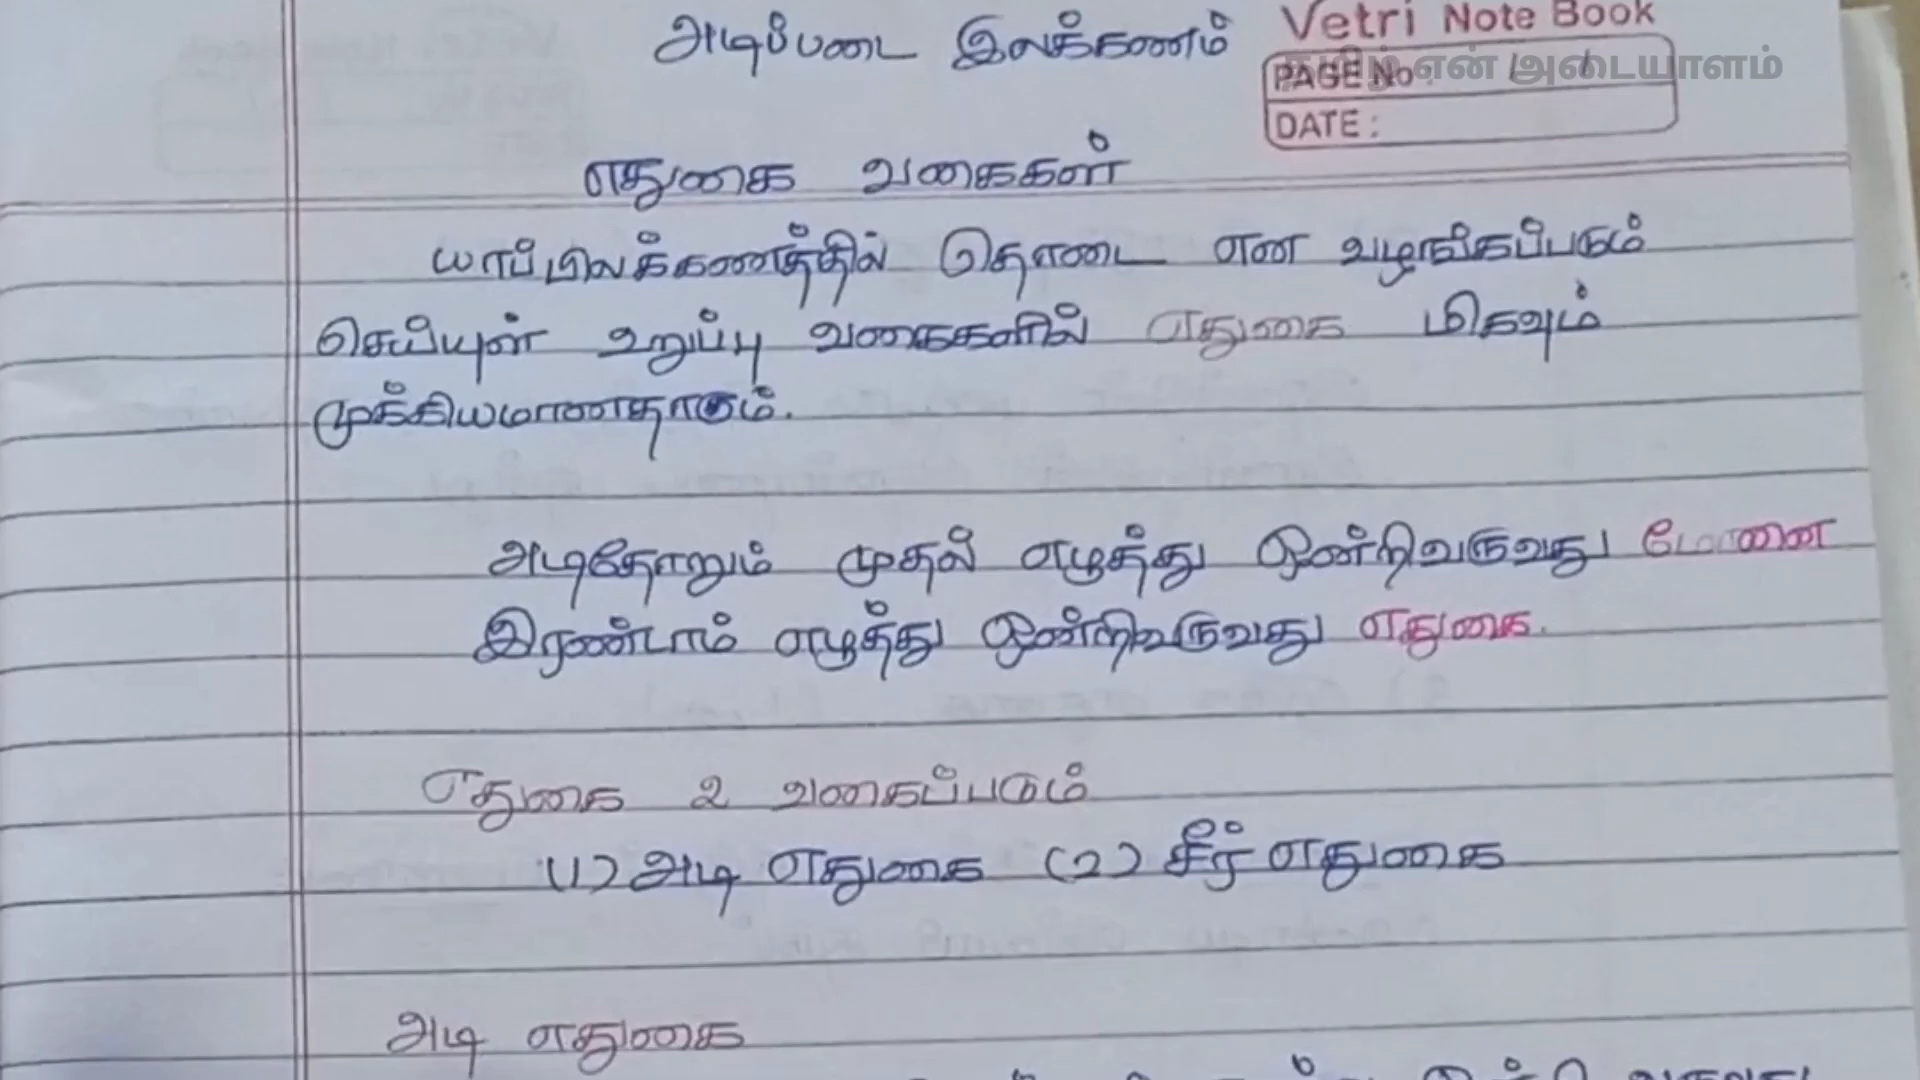 அடிப்படை இலக்கணம்
Vetri Note Book
தமிழ் என் அடையாளம்
PAGE No :
DATE :
எதுகை வகைகள்
யாப்பிலக்கணத்தில் தொடை என வழங்கப்படும்
செய்யுள் உறுப்பு வகைகளில் எதுகை மிகவும்
முக்கியமானதாகும்.
அடிதோறும் முதல் எழுத்து ஒன்றிவருவது மோனை
இரண்டாம் எழுத்து ஒன்றிவருவது எதுகை.
எதுகை 2 வகைப்படும்
(1) அடி எதுகை (2) சீர் எதுகை
அடி எதுகை